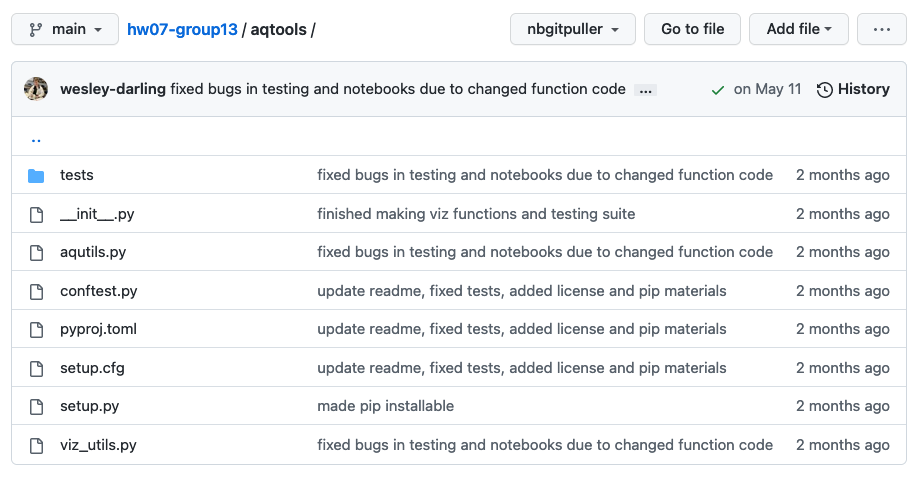 main hw07-group13 / aqtools / nbgitpuller Go to file Add file ...
wesley-darling fixed bugs in testing and notebooks due to changed function code ... on May 11 History
..
tests fixed bugs in testing and notebooks due to changed function code 2 months ago
__init__.py finished making viz functions and testing suite 2 months ago
aqutils.py fixed bugs in testing and notebooks due to changed function code 2 months ago
conftest.py update readme, fixed tests, added license and pip materials 2 months ago
pyproj.toml update readme, fixed tests, added license and pip materials 2 months ago
setup.cfg update readme, fixed tests, added license and pip materials 2 months ago
setup.py made pip installable 2 months ago
viz_utils.py fixed bugs in testing and notebooks due to changed function code 2 months ago